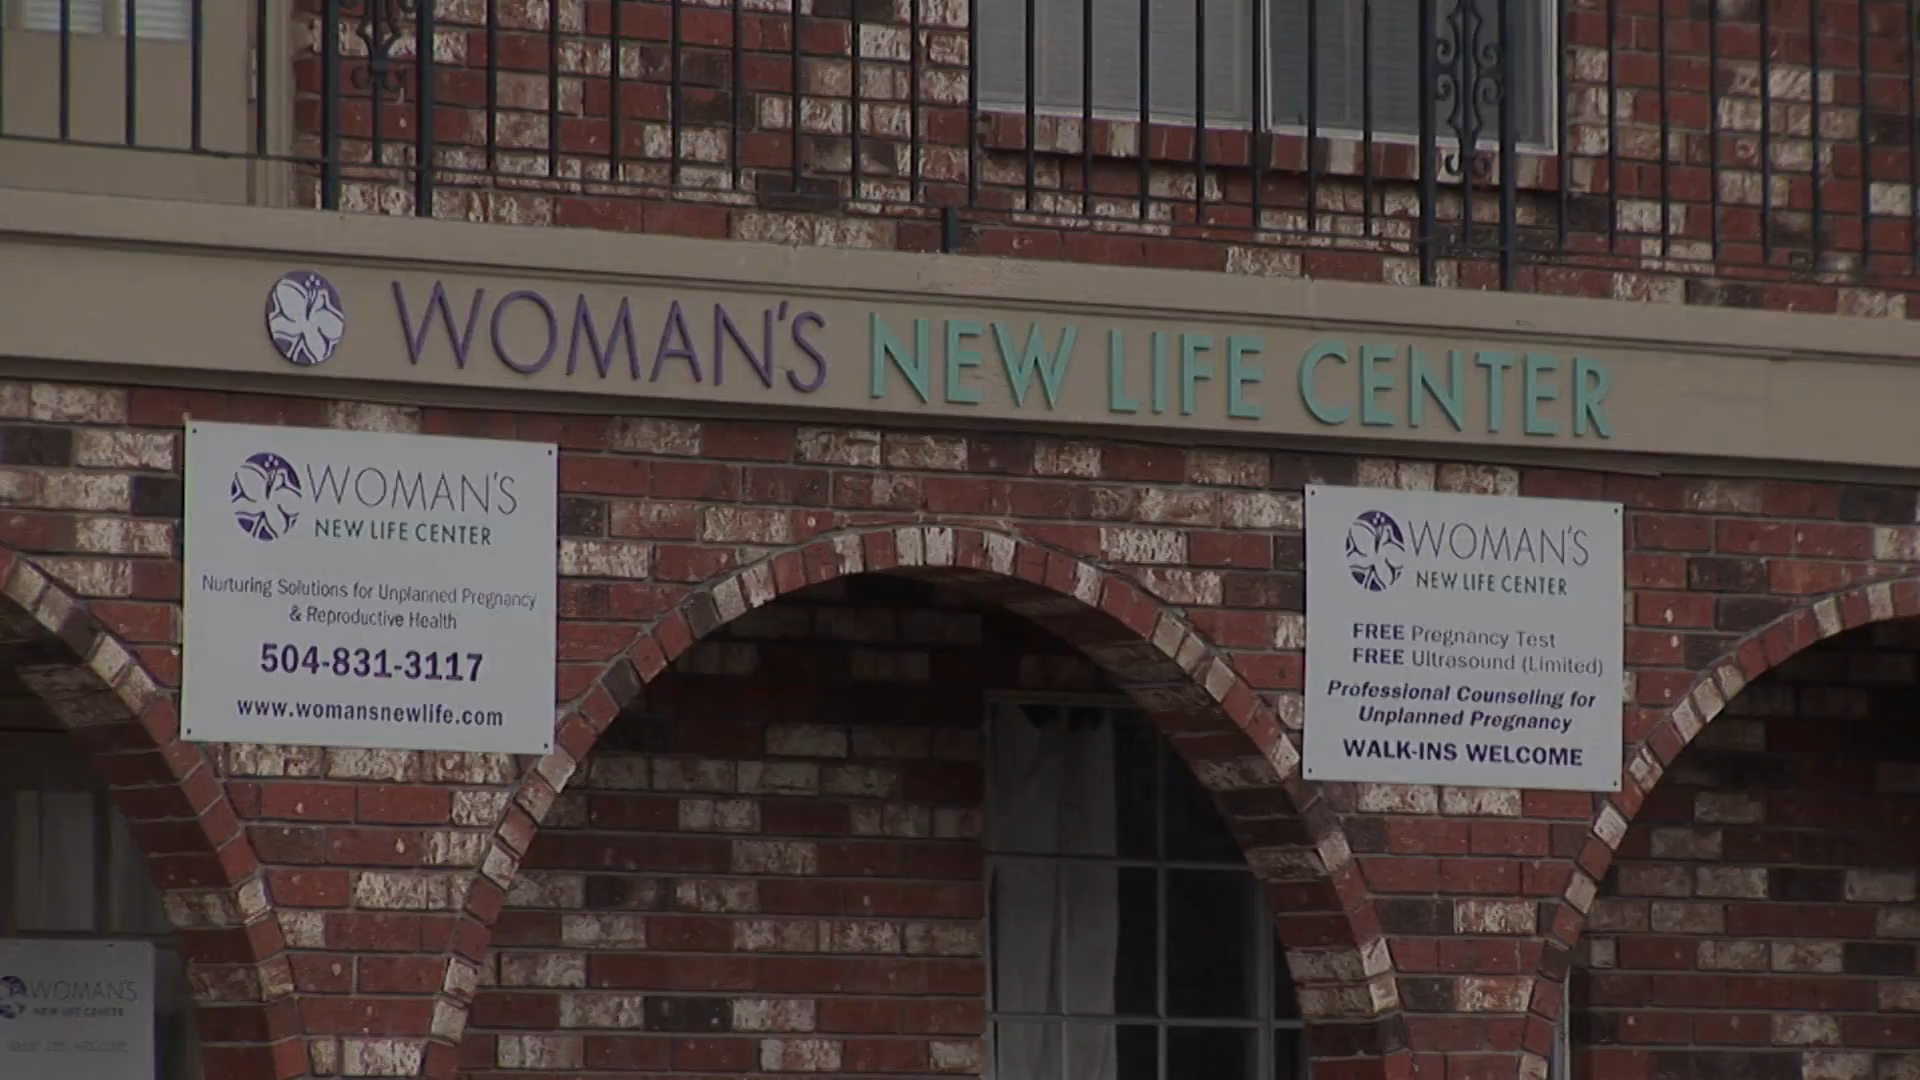 WOMAN'S NEW LIFE CENTER
WOMAN'S
NEW LIFE CENTER
Nurturing Solutions for Unplanned Pregnancy
& Reproductive Health
504-831-3117
www.womansnewlife.com
WOMAN'S
NEW LIFE CENTER
FREE Pregnancy Test
FREE Ultrasound (Limited)
Professional Counseling for
Unplanned Pregnancy
WALK-INS WELCOME
WOMAN'S
NEW LIFE CENTER